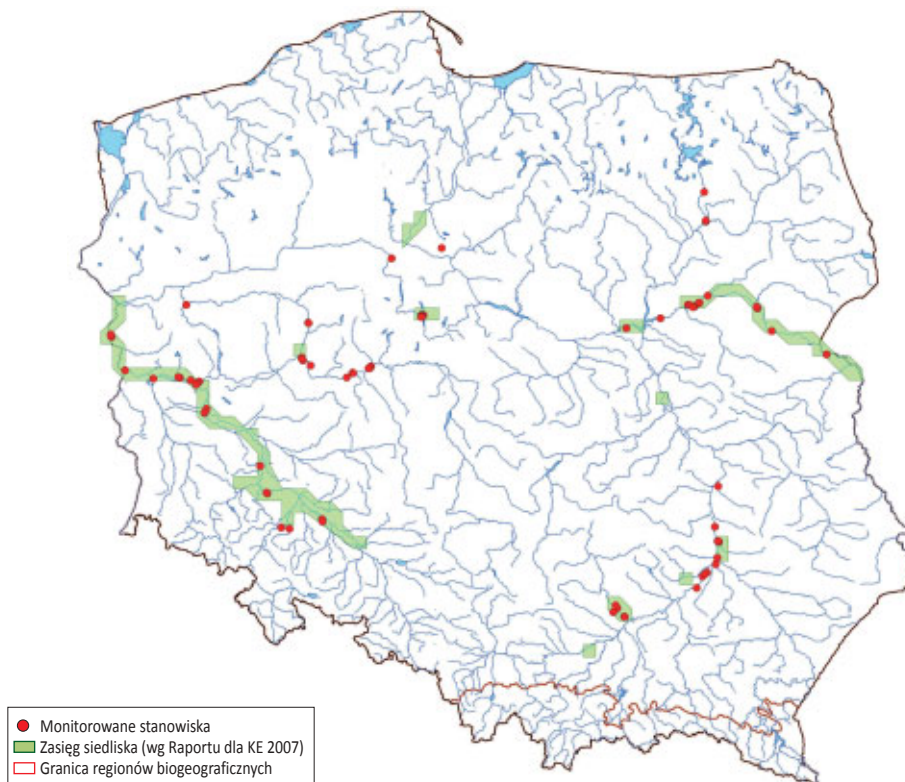 Monitorowane stanowiska
Zasięg siedliska (wg Raportu dla KE 2007)
Granica regionów biogeograficznych